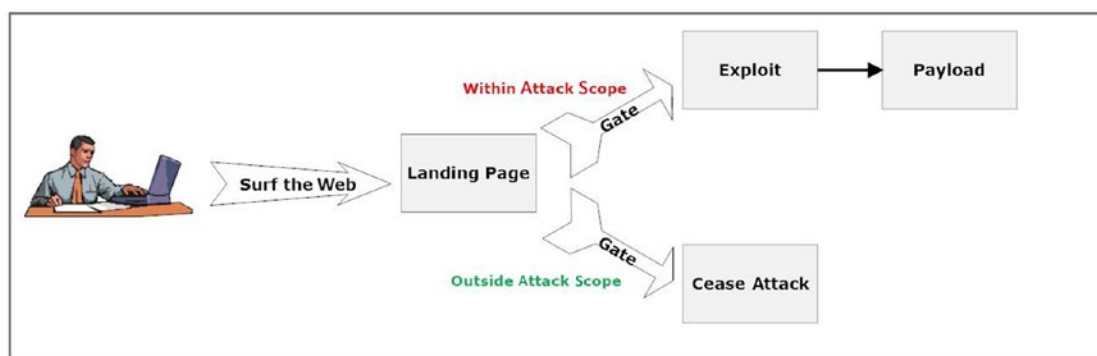 Surf the Web
Landing Page
Within Attack Scope
Gate
Exploit
Payload
Outside Attack Scope
Gate
Cease Attack